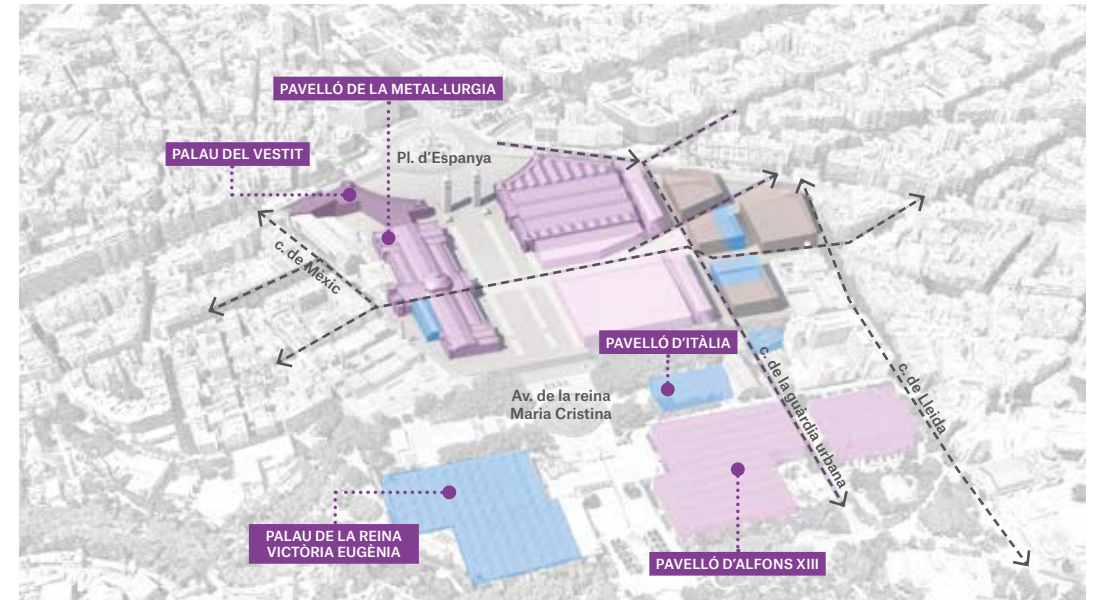 PAVELLÓ DE LA METAL·LURGIA
PALAU DEL VESTIT
Pl. d'Espanya
c. de Mèxic
PAVELLÓ D'ITÀLIA
Av. de la reina
Maria Cristina
c. de la guàrdia urbana
c. de Lleida
PALAU DE LA REINA
VICTÒRIA EUGÈNIA
PAVELLÓ D'ALFONS XIII